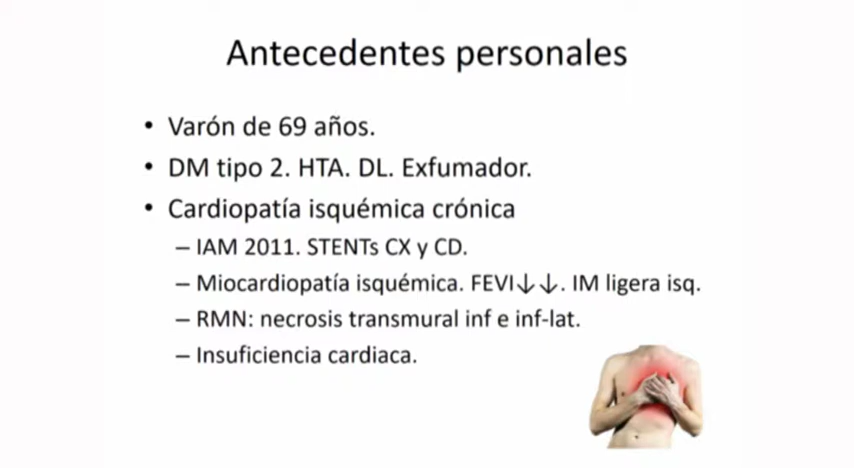 Antecedentes personales
• Varón de 69 años.
• DM tipo 2. HTA. DL. Exfumador.
• Cardiopatía isquémica crónica
– IAM 2011. STENTs CX y CD.
– Miocardiopatía isquémica. FEVI↓↓. IM ligera isq.
– RMN: necrosis transmural inf e inf-lat.
– Insuficiencia cardiaca.